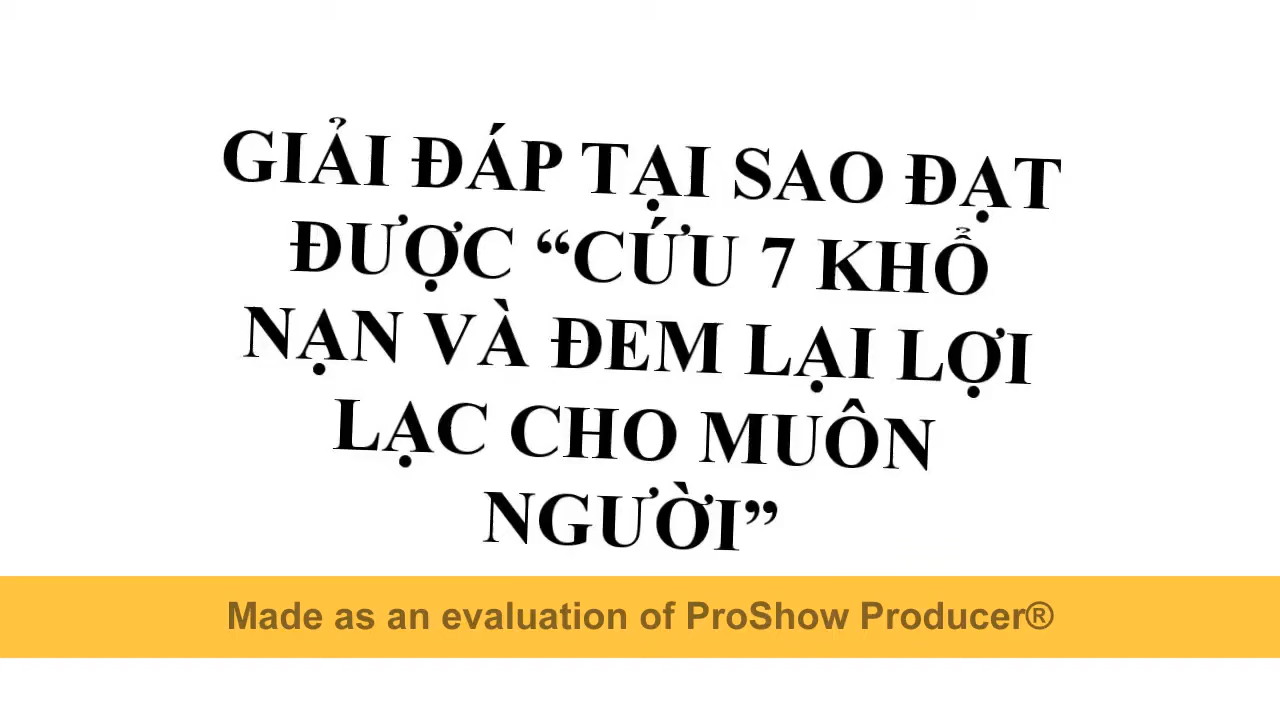 GIẢI ĐÁP TẠI SAO ĐẠT
ĐƯỢC “CỨU 7 KHỔ
NẠN VÀ ĐEM LẠI LỢI
LẠC CHO MUÔN
NGƯỜI”
Made as an evaluation of ProShow Producer®